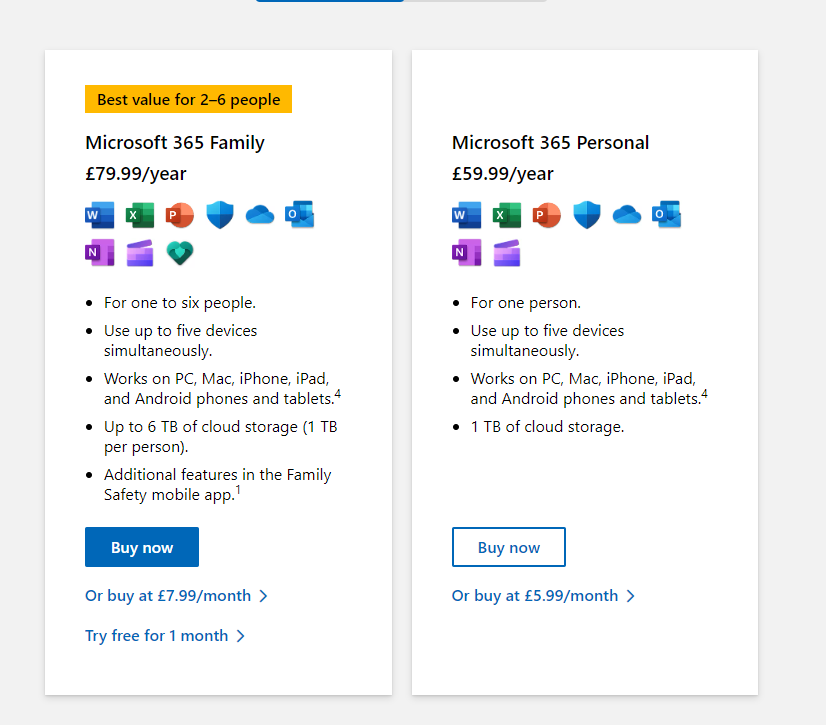 Best value for 2–6 people
Microsoft 365 Family
£79.99/year
W X P O
N
• For one to six people.
• Use up to five devices
simultaneously.
• Works on PC, Mac, iPhone, iPad,
and Android phones and tablets.4
• Up to 6 TB of cloud storage (1 TB
per person).
• Additional features in the Family
Safety mobile app.1
Buy now
Or buy at £7.99/month
Try free for 1 month
Microsoft 365 Personal
£59.99/year
W X P O
N
• For one person.
• Use up to five devices
simultaneously.
• Works on PC, Mac, iPhone, iPad,
and Android phones and tablets.4
• 1 TB of cloud storage.
Buy now
Or buy at £5.99/month